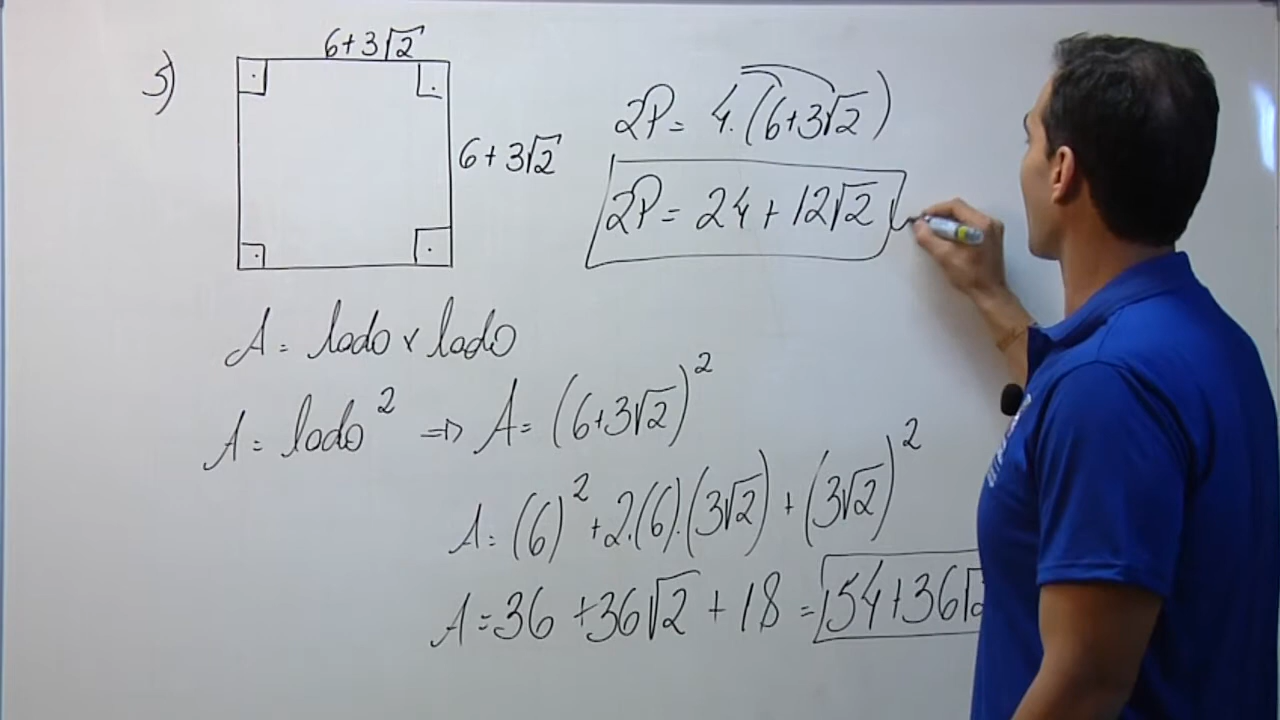 5)
6+3√2
6+3√2
2P = 4.(6+3√2)
2P = 24+12√2
A = lado x lado
A = lado² => A = (6+3√2)²
A = (6)²+2.(6).(3√2)+(3√2)²
A = 36+36√2+18 = 54+36√2